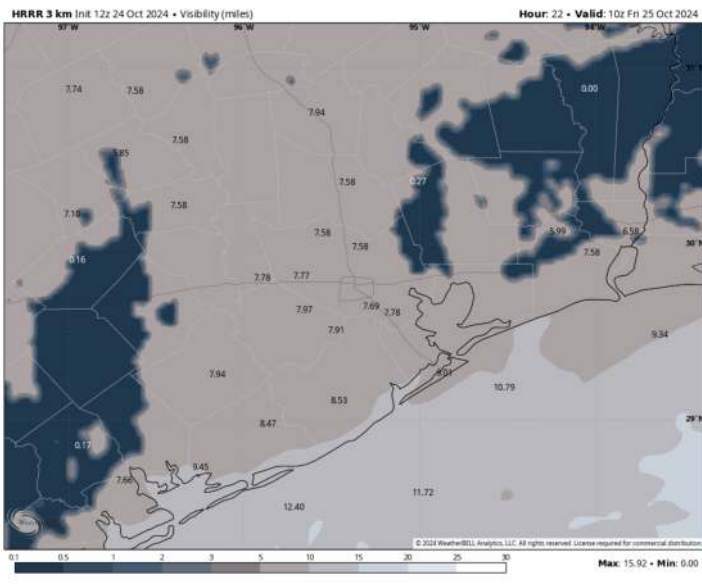 HRRR 3 km Init 12z 24 Oct 2024 • Visibility (miles)
Hour: 22 • Valid: 10z Fri 25 Oct 2024
97°W 96°W 95°W 94°W
31°N
7.74 7.58 0.00
7.94
7.58
5.85
7.58 0.27
7.58
7.10
7.58 5.99 6.58
30°N
7.58 7.58
0.16
7.78 7.77
7.97 7.69 7.78
7.91 9.34
7.94 9.01
10.79
8.53
8.47 29°N
0.17
9.45
7.66
11.72
12.40
© 2024 WeatherBELL Analytics, LLC. All rights reserved. License required for commercial distribution.
0.1 0.5 1 2 3 5 10 15 20 25 30
Max: 15.92 • Min: 0.00